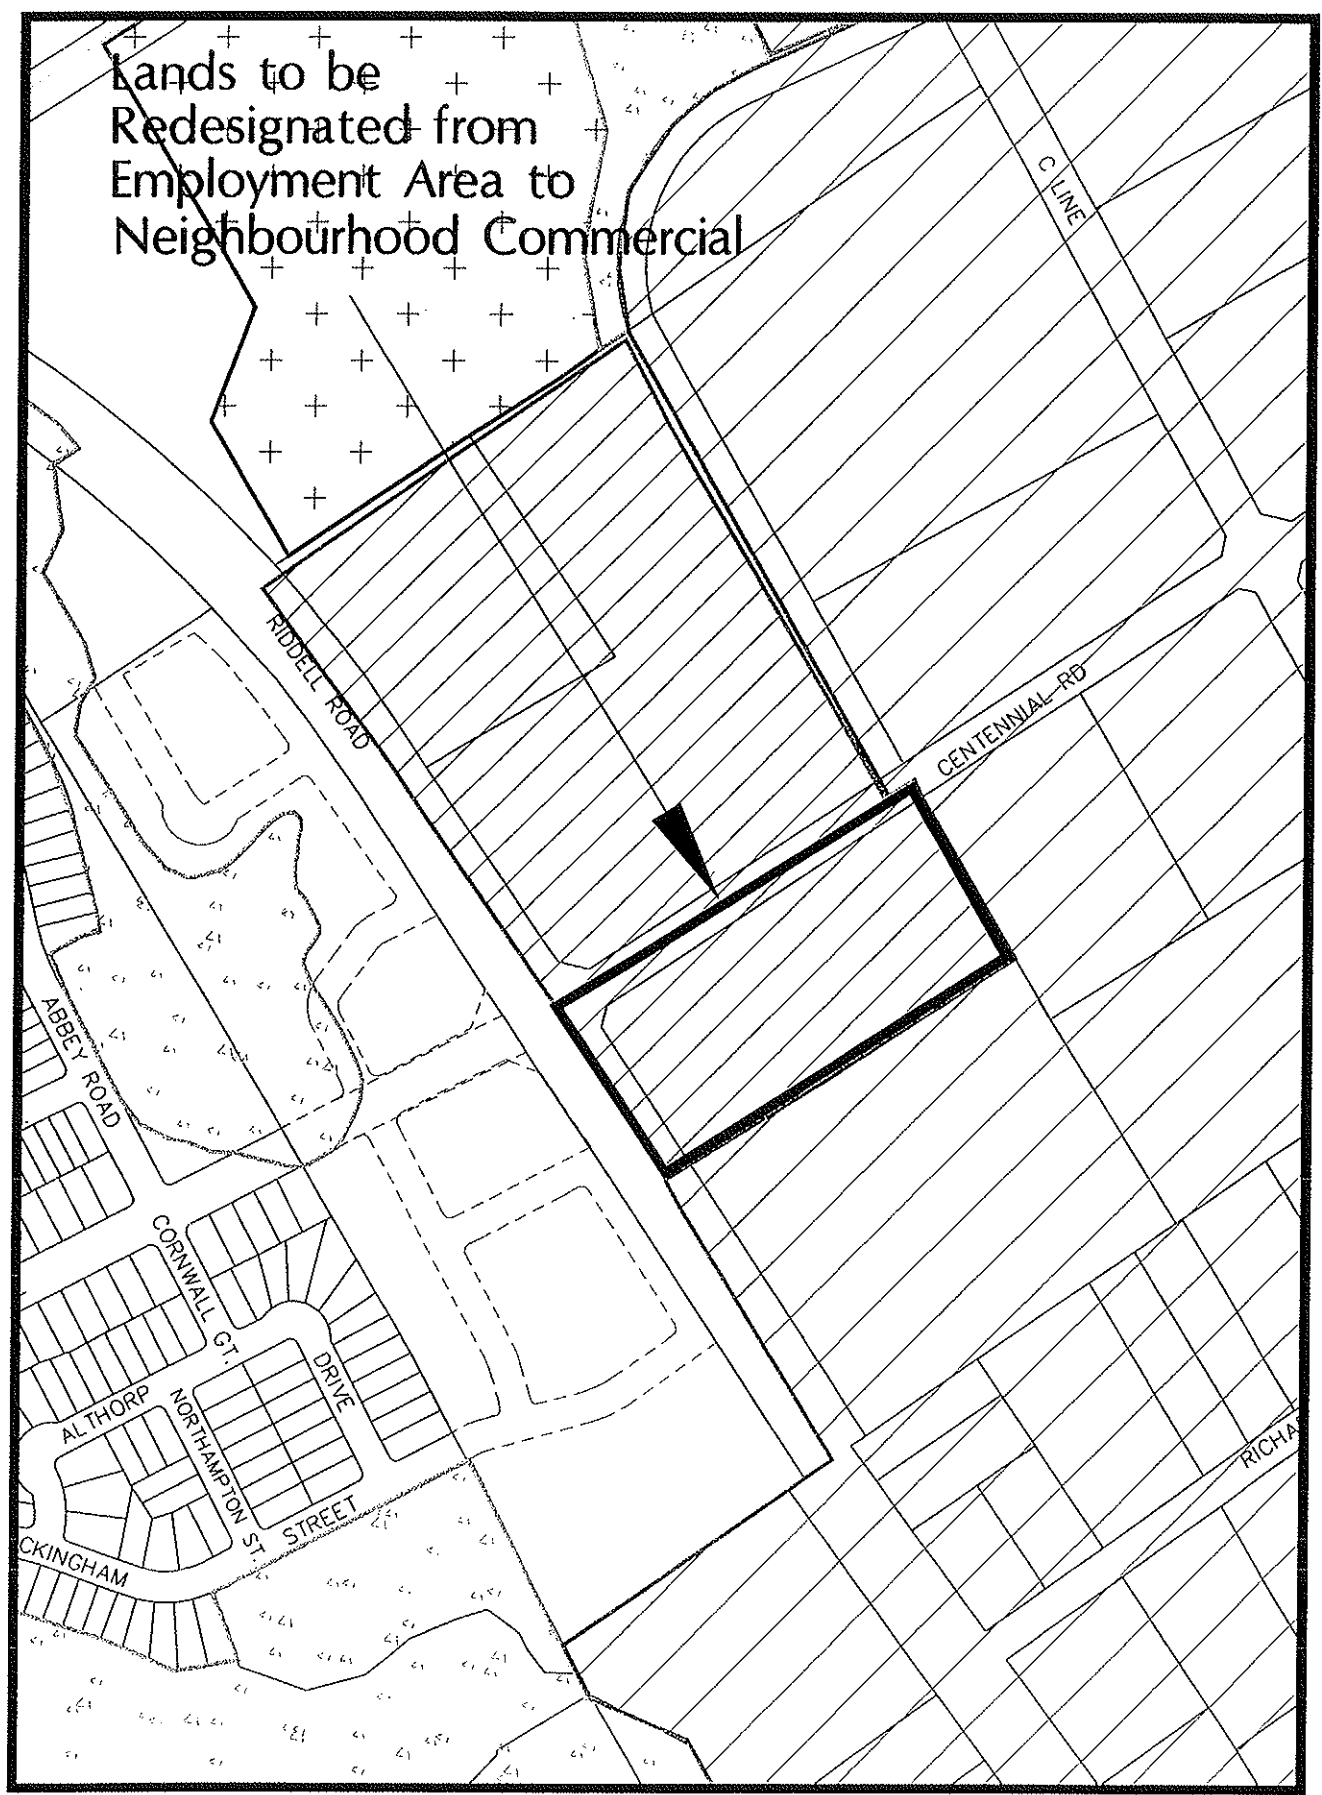 Lands to be
Redesignated from
Employment Area to
Neighbourhood Commercial
C LINE
RIDDELL ROAD
CENTENNIAL RD
ABBEY ROAD
CORNWALL GT.
DRIVE
ALTHORP
NORTHAMPTON ST.
STREET
CKINGHAM
RICHA